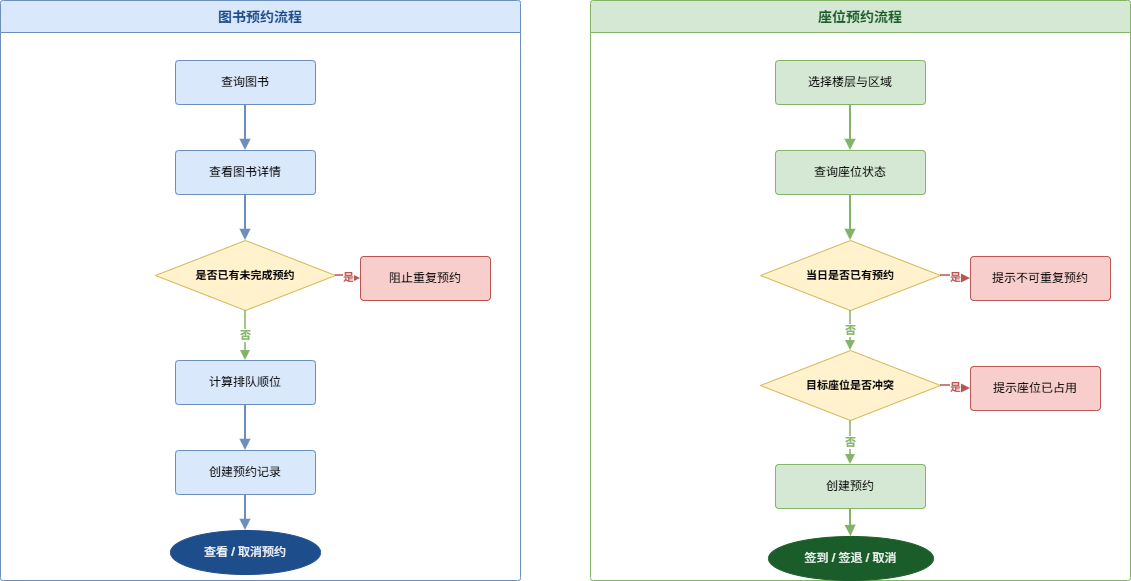 图书预约流程
查询图书
查看图书详情
是否已有未完成预约
是
阻止重复预约
否
计算排队顺位
创建预约记录
查看 / 取消预约
座位预约流程
选择楼层与区域
查询座位状态
当日是否已有预约
是
提示不可重复预约
否
目标座位是否冲突
是
提示座位已占用
否
创建预约
签到 / 签退 / 取消